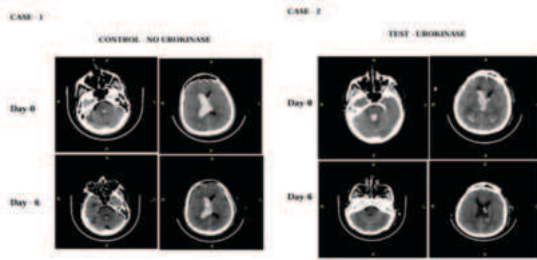 CASE - 1
CONTROL - NO UROKINASE
Day-0
Day - 6
CASE - 2
TEST - UROKINASE
Day-0
Day-6